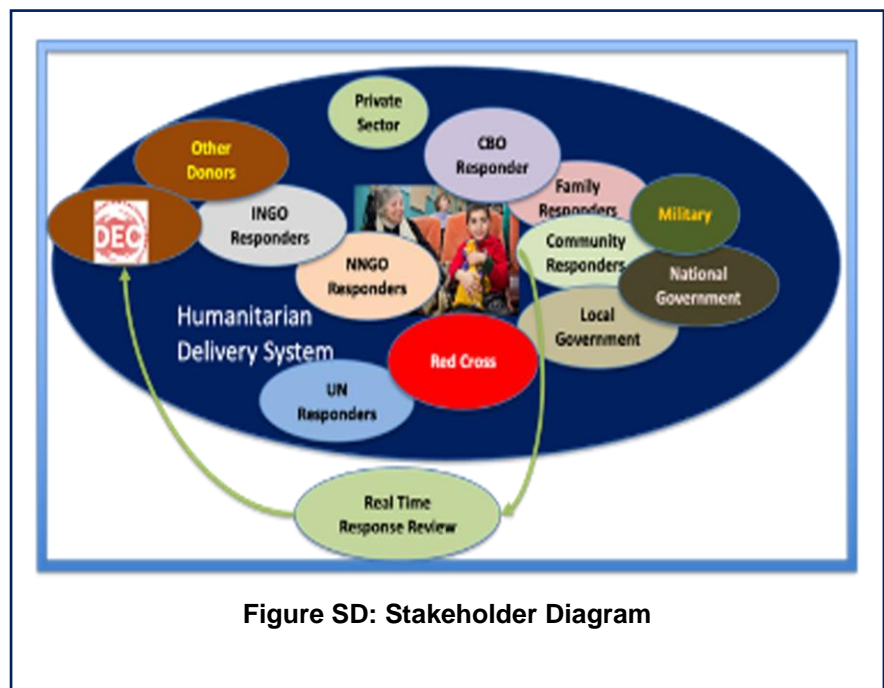 Private
Sector
Other
Donors
CBO
Responder
DEC
INGO
Responders
Family
Responders
Military
NNGO
Responders
Community
Responders
National
Government
Humanitarian
Delivery System
Local
Government
Red Cross
UN
Responders
Real Time
Response Review
Figure SD: Stakeholder Diagram